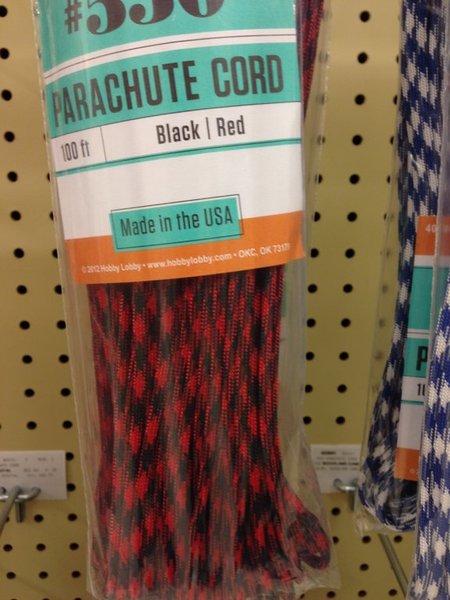 #550
PARACHUTE CORD
100 ft
Black | Red
Made in the USA
© 2012 Hobby Lobby • www.hobbylobby.com • OKC, OK 73179